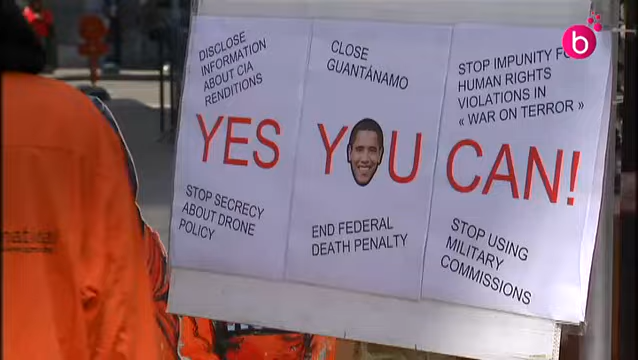 b
DISCLOSE
INFORMATION
ABOUT CIA
RENDITIONS
CLOSE
GUANTÁNAMO
STOP IMPUNITY
HUMAN RIGHTS
VIOLATIONS IN
« WAR ON TERROR »
YES Y U CAN!
STOP SECRECY
ABOUT DRONE
POLICY
END FEDERAL
DEATH PENALTY
STOP USING
MILITARY
COMMISSIONS